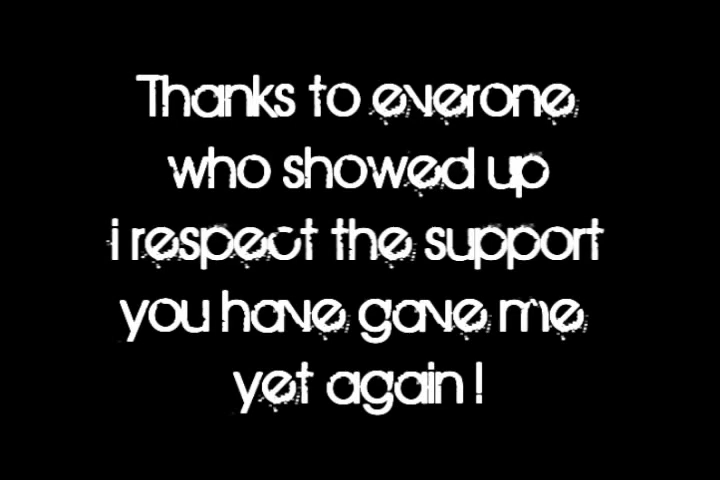 Thanks to everone
who showed up
i respect the support
you have gave me
yet again!